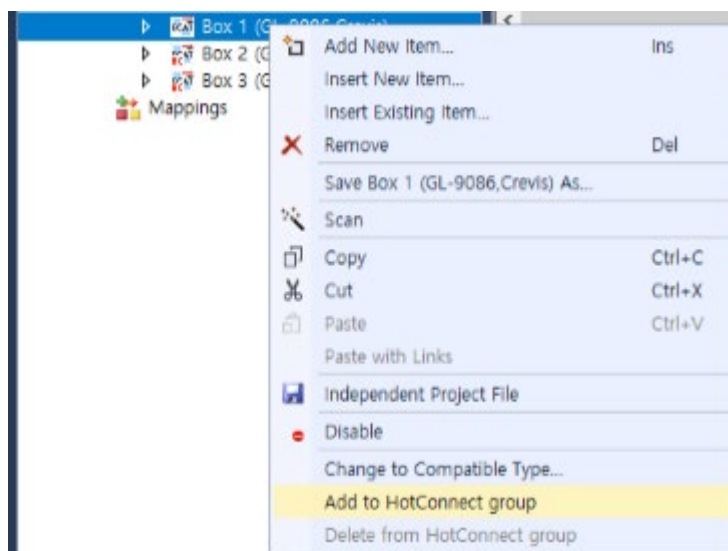 Box 1 (GL-9086,Crevis)
Box 2 (G
Box 3 (G
Mappings
Add New Item... Ins
Insert New Item...
Insert Existing Item...
Remove Del
Save Box 1 (GL-9086,Crevis) As...
Scan
Copy Ctrl+C
Cut Ctrl+X
Paste Ctrl+V
Paste with Links
Independent Project File
Disable
Change to Compatible Type...
Add to HotConnect group
Delete from HotConnect group